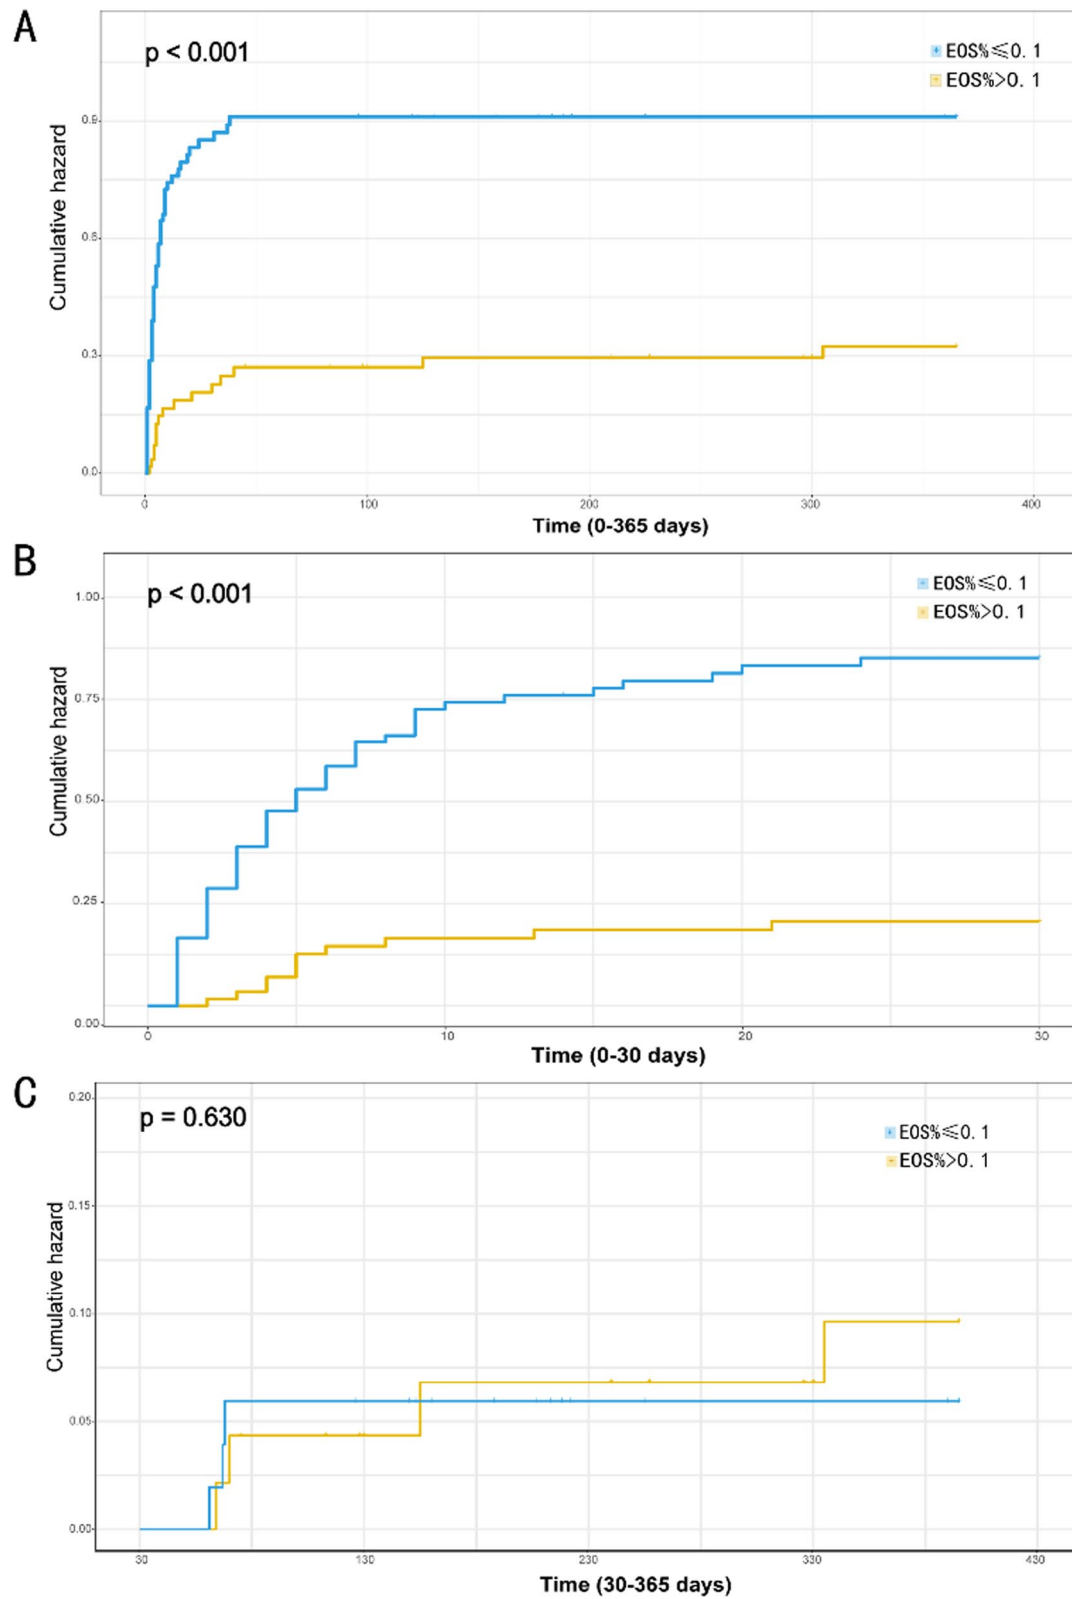 A
p < 0.001
EOS%≤0.1
EOS%>0.1
Cumulative hazard
0.9
0.6
0.3
0.0
0 100 200 300 400
Time (0-365 days)
B
p < 0.001
EOS%≤0.1
EOS%>0.1
Cumulative hazard
1.00
0.75
0.50
0.25
0.00
0 10 20 30
Time (0-30 days)
C
p = 0.630
EOS%≤0.1
EOS%>0.1
Cumulative hazard
0.20
0.15
0.10
0.05
0.00
30 130 230 330 430
Time (30-365 days)